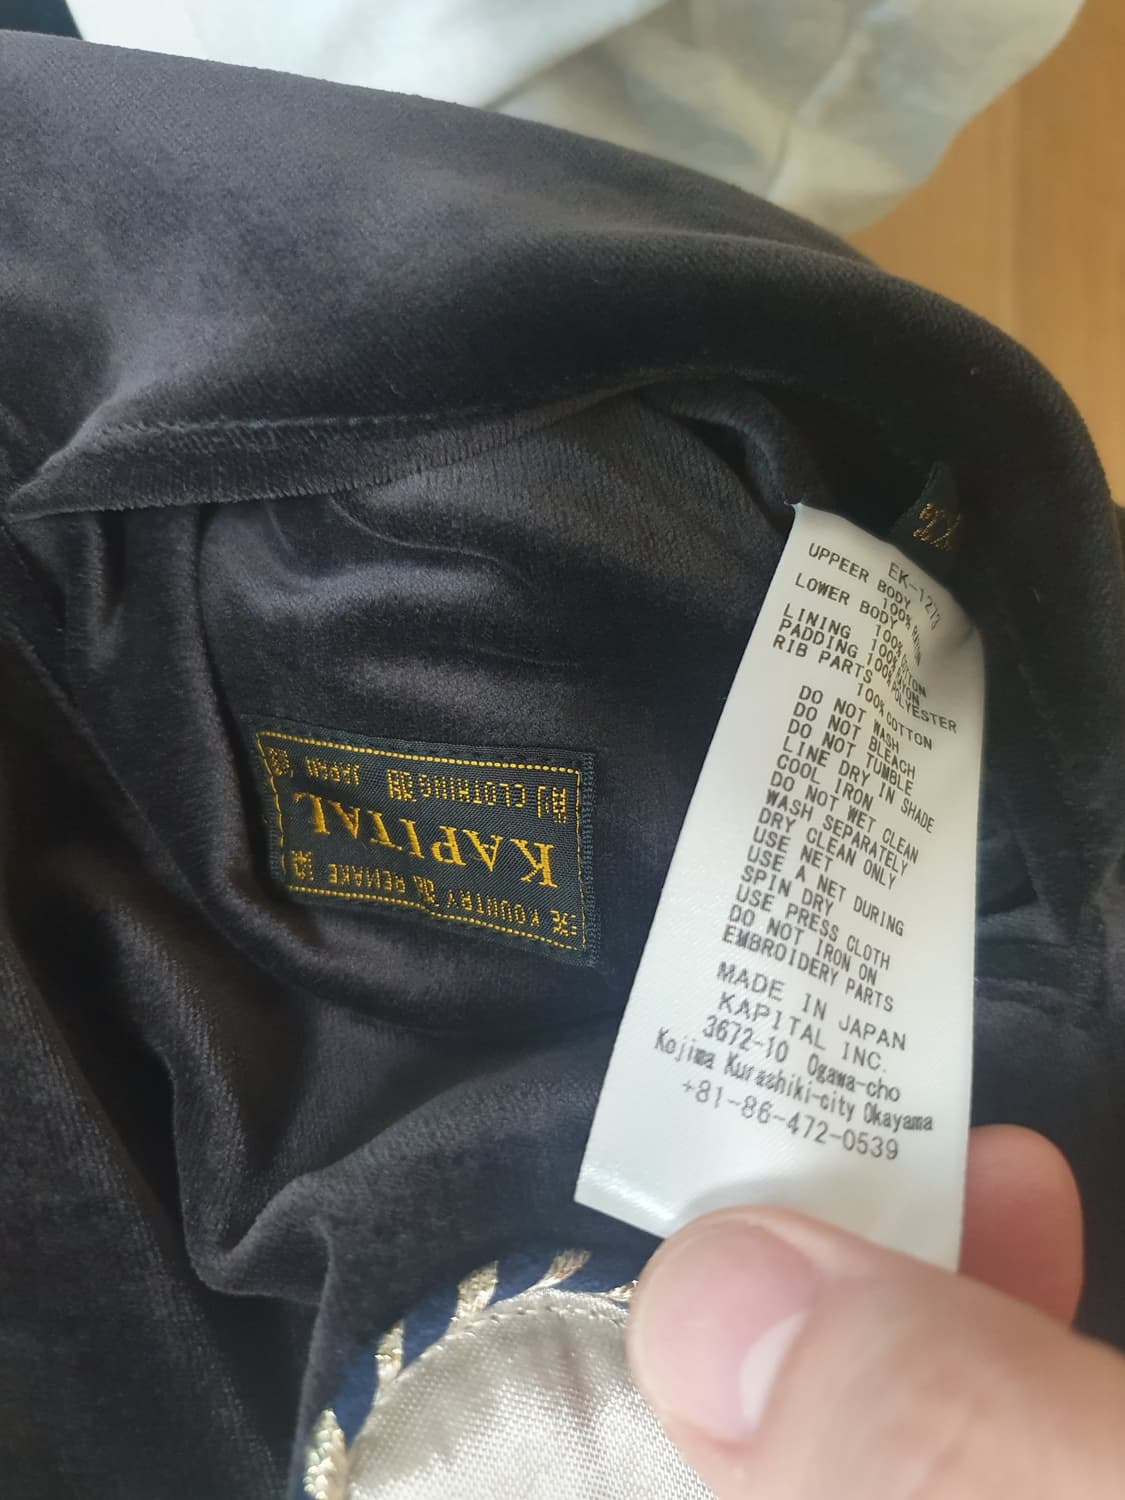 EK-1273
UPPEER BODY
100% RAYON
LOWER BODY
100% COTTON
LINING 100% RAYON
PADDING 100% POLYESTER
RIB PARTS
100% COTTON
DO NOT WASH
DO NOT BLEACH
DO NOT TUMBLE
LINE DRY IN SHADE
COOL IRON
DO NOT WET CLEAN
WASH SEPARATELY
DRY CLEAN ONLY
USE NET
USE A NET DURING
SPIN DRY
USE PRESS CLOTH
DO NOT IRON ON
EMBROIDERY PARTS
MADE IN JAPAN
KAPITAL INC.
3672-10 Ogawa-cho
Kojima Kurashiki-city Okayama
+81-86-472-0539
KOUNTRY REMAKE
KAPITAL
CLOTHING JAPAN